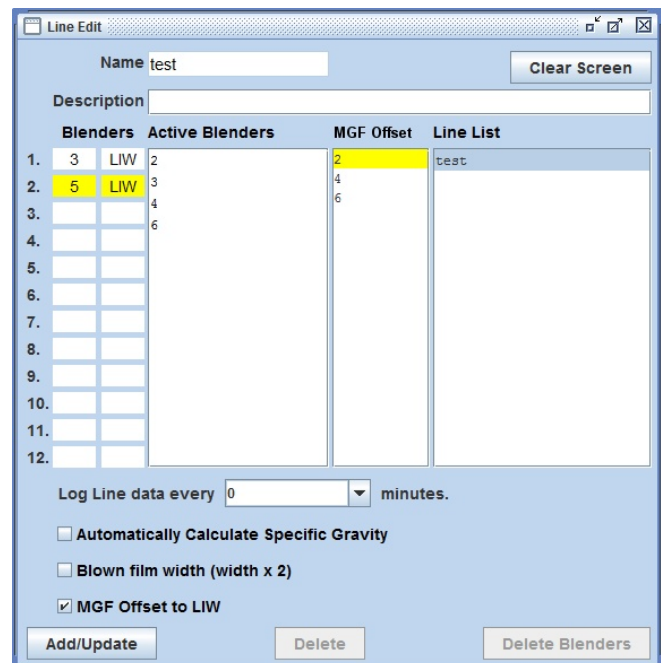 Line Edit
Name test Clear Screen
Description
Blenders Active Blenders MGF Offset Line List
1. 3 LIW 2 2 test
2. 5 LIW 3 4
3. 4 6
4. 6
5.
6.
7.
8.
9.
10.
11.
12.
Log Line data every 0 minutes.
Automatically Calculate Specific Gravity
Blown film width (width x 2)
MGF Offset to LIW
Add/Update Delete Delete Blenders